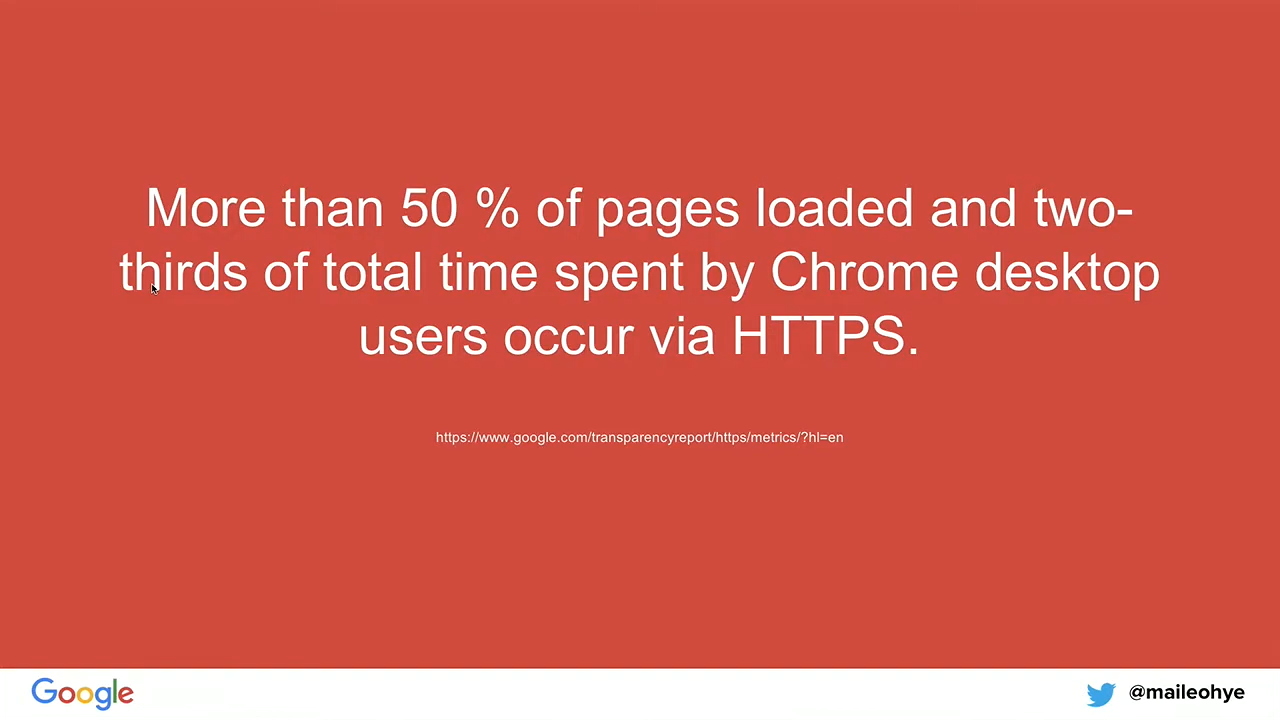 More than 50 % of pages loaded and two-
thirds of total time spent by Chrome desktop
users occur via HTTPS.
https://www.google.com/transparencyreport/https/metrics/?hl=en
Google
@maileohye